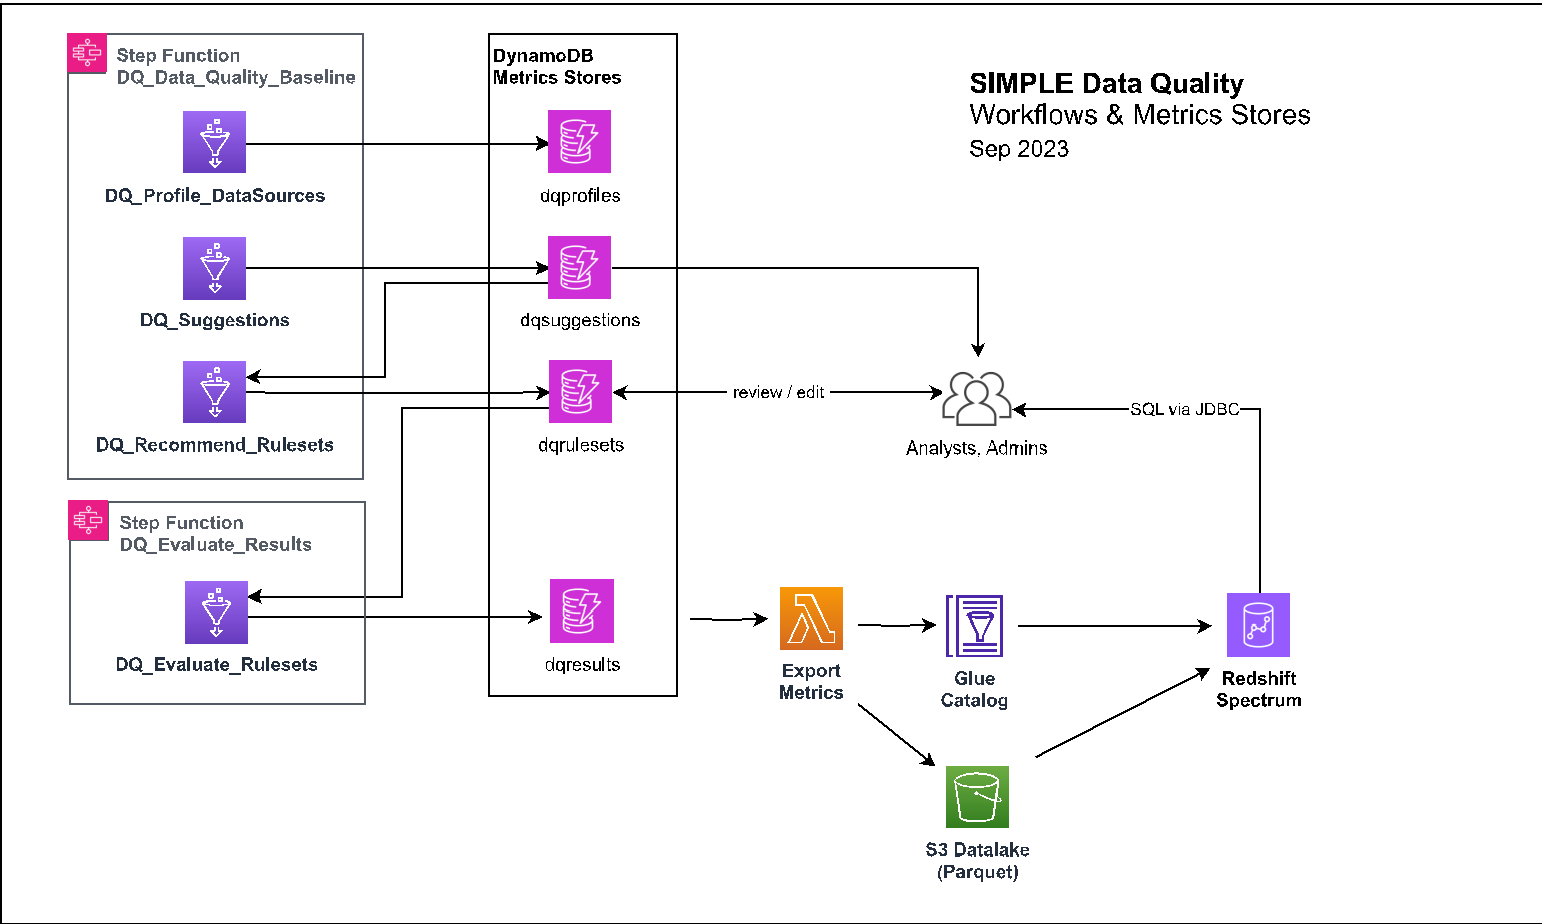 Step Function
DQ_Data_Quality_Baseline
DynamoDB
Metrics Stores
SIMPLE Data Quality
Workflows & Metrics Stores
Sep 2023
DQ_Profile_DataSources
dqprofiles
DQ_Suggestions
dqsuggestions
review / edit
SQL via JDBC
DQ_Recommend_Rulesets
dqrulesets
Analysts, Admins
Step Function
DQ_Evaluate_Results
DQ_Evaluate_Rulesets
dqresults
Export
Metrics
Glue
Catalog
Redshift
Spectrum
S3 Datalake
(Parquet)